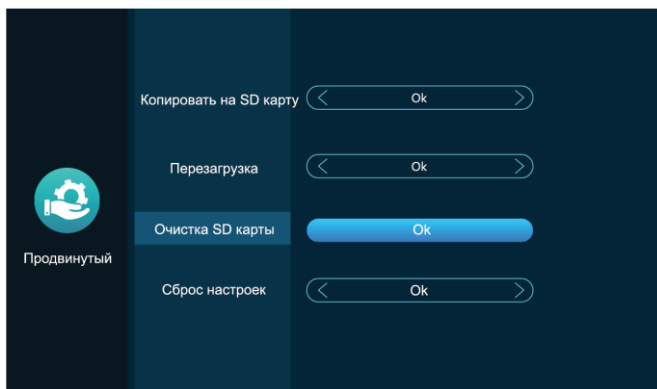 Копировать на SD карту
Ok
Перезагрузка
Ok
Очистка SD карты
Ok
Продвинутый
Сброс настроек
Ok